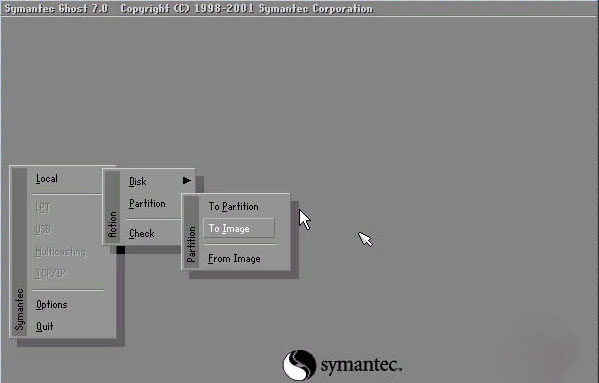 Symantec Ghost 7.0   Copyright (C) 1998-2001 Symantec Corporation
Local
LPT
USB
Multicasting
TCP/IP
Options
Quit
Symantec
Disk
Partition
Check
Action
To Partition
To Image
From Image
Partition
symantec™